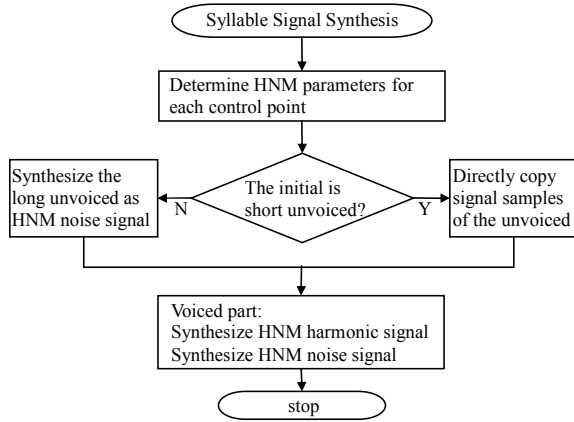 Syllable Signal Synthesis
Determine HNM parameters for
each control point
Synthesize the
long unvoiced as
HNM noise signal
N
The initial is
short unvoiced?
Y
Directly copy
signal samples
of the unvoiced
Voiced part:
Synthesize HNM harmonic signal
Synthesize HNM noise signal
stop